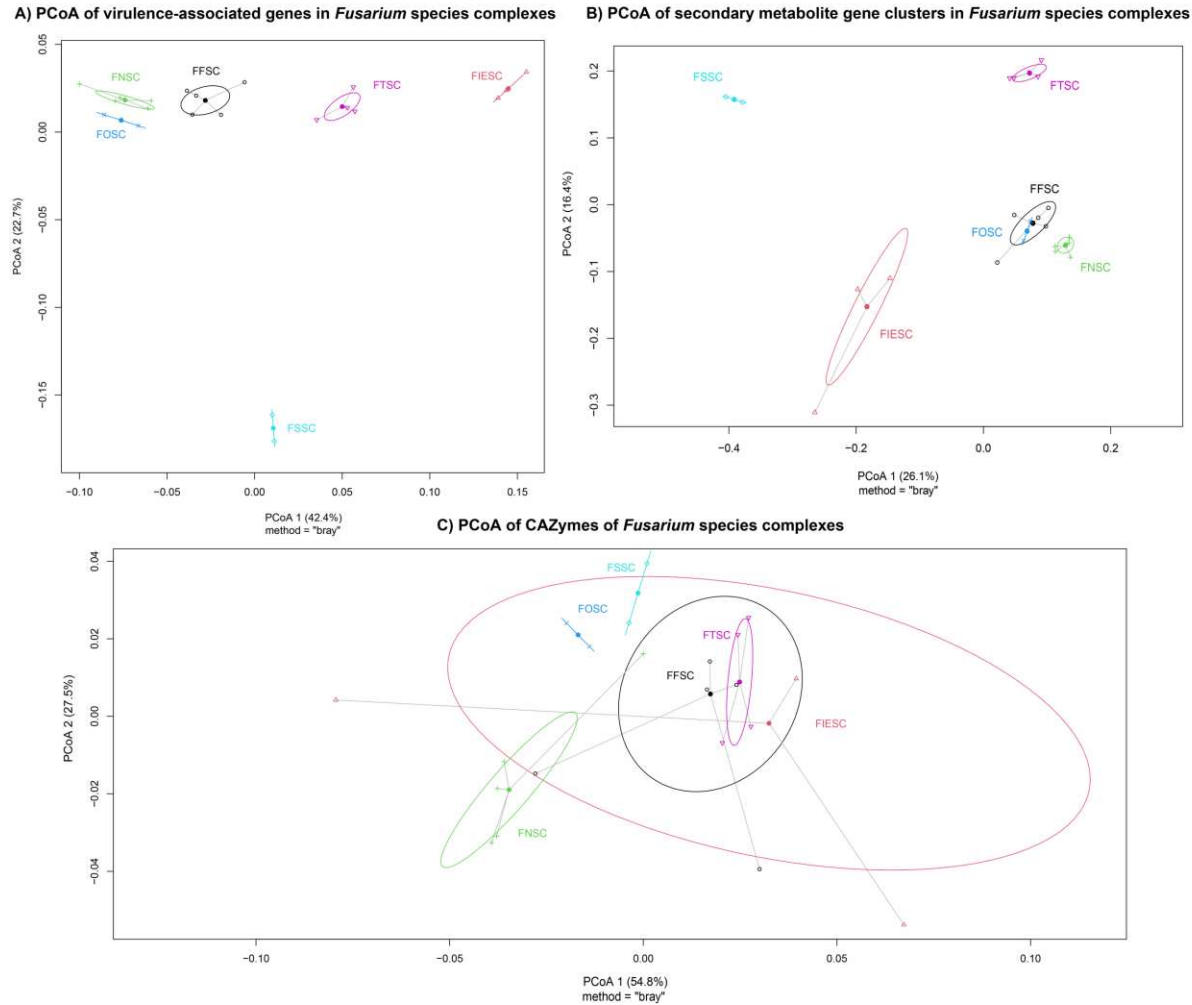 A) PCoA of virulence-associated genes in Fusarium species complexes
0.05
0.00
−0.05
−0.10
−0.15
PCoA 2 (22.7%)
FNSC
FFSC
FIESC
FTSC
FOSC
FSSC
−0.10
−0.05
0.00
0.05
0.10
0.15
PCoA 1 (42.4%)
method = "bray"
B) PCoA of secondary metabolite gene clusters in Fusarium species complexes
0.2
0.1
0.0
−0.1
−0.2
−0.3
PCoA 2 (16.4%)
FSSC
FTSC
FFSC
FOSC
FNSC
FIESC
−0.4
−0.2
0.0
0.2
PCoA 1 (26.1%)
method = "bray"
C) PCoA of CAZymes of Fusarium species complexes
0.04
0.02
0.00
−0.02
−0.04
PCoA 2 (27.5%)
FSSC
FOSC
FTSC
FFSC
FIESC
FNSC
−0.10
−0.05
0.00
0.05
0.10
PCoA 1 (54.8%)
method = "bray"